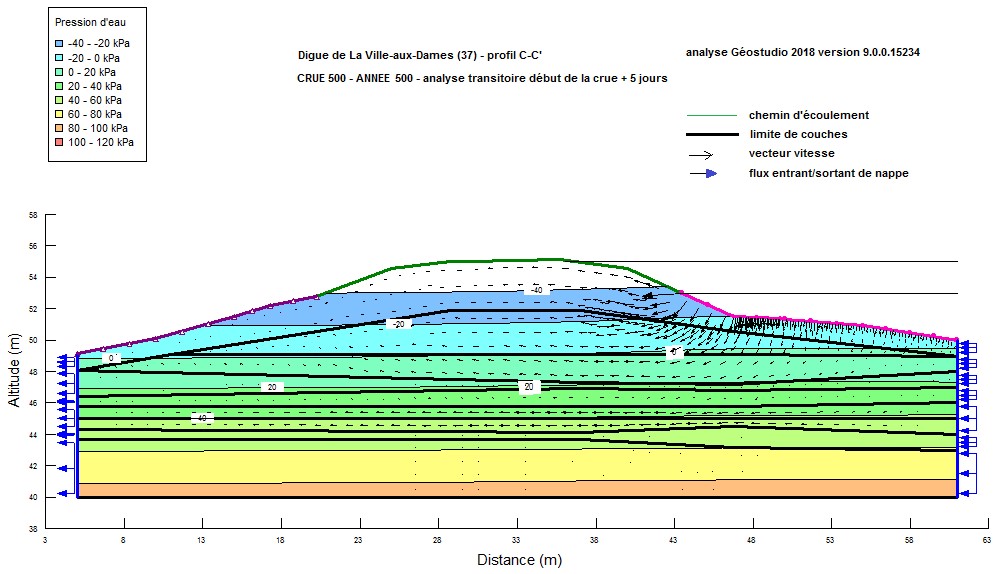 Pression d'eau
-40 - -20 kPa
-20 - 0 kPa
0 - 20 kPa
20 - 40 kPa
40 - 60 kPa
60 - 80 kPa
80 - 100 kPa
100 - 120 kPa
Digue de La Ville-aux-Dames (37) - profil C-C'
CRUE 500 - ANNEE 500 - analyse transitoire début de la crue + 5 jours
analyse Géostudio 2018 version 9.0.0.15234
chemin d'écoulement
limite de couches
vecteur vitesse
flux entrant/sortant de nappe
58
56
54
52
50
48
46
44
42
40
38
Altitude (m)
-40
-20
0
0
20
20
40
3 8 13 18 23 28 33 38 43 48 53 58 63
Distance (m)